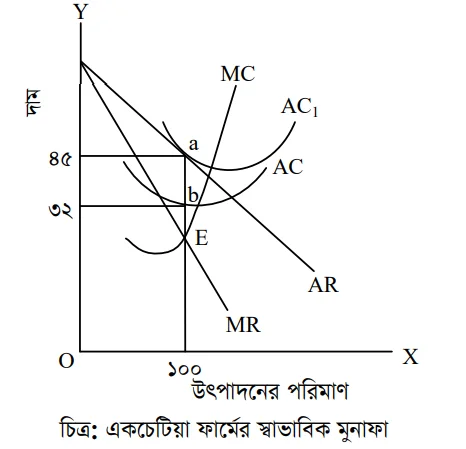 Y
MC
AC₁
দাম
a
৪৫
AC
b
৩২
E
AR
MR
O
১০০
X
উৎপাদনের পরিমাণ
চিত্র: একচেটিয়া ফার্মের স্বাভাবিক মুনাফা